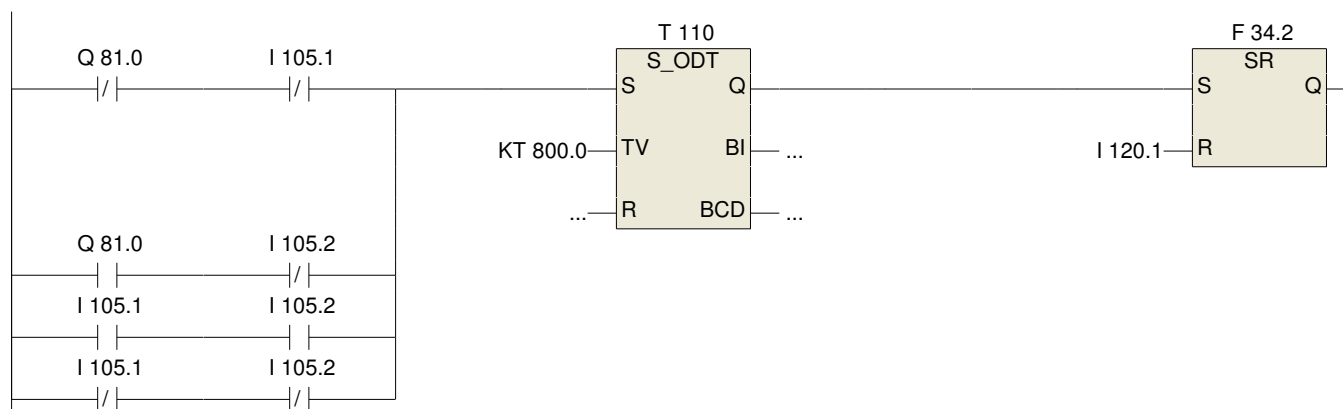 T 110
F 34.2
Q 81.0 I 105.1
S_ODT
SR
S Q
S Q
KT 800.0 TV BI ...
I 120.1 R
... R BCD ...
Q 81.0 I 105.2
I 105.1 I 105.2
I 105.1 I 105.2